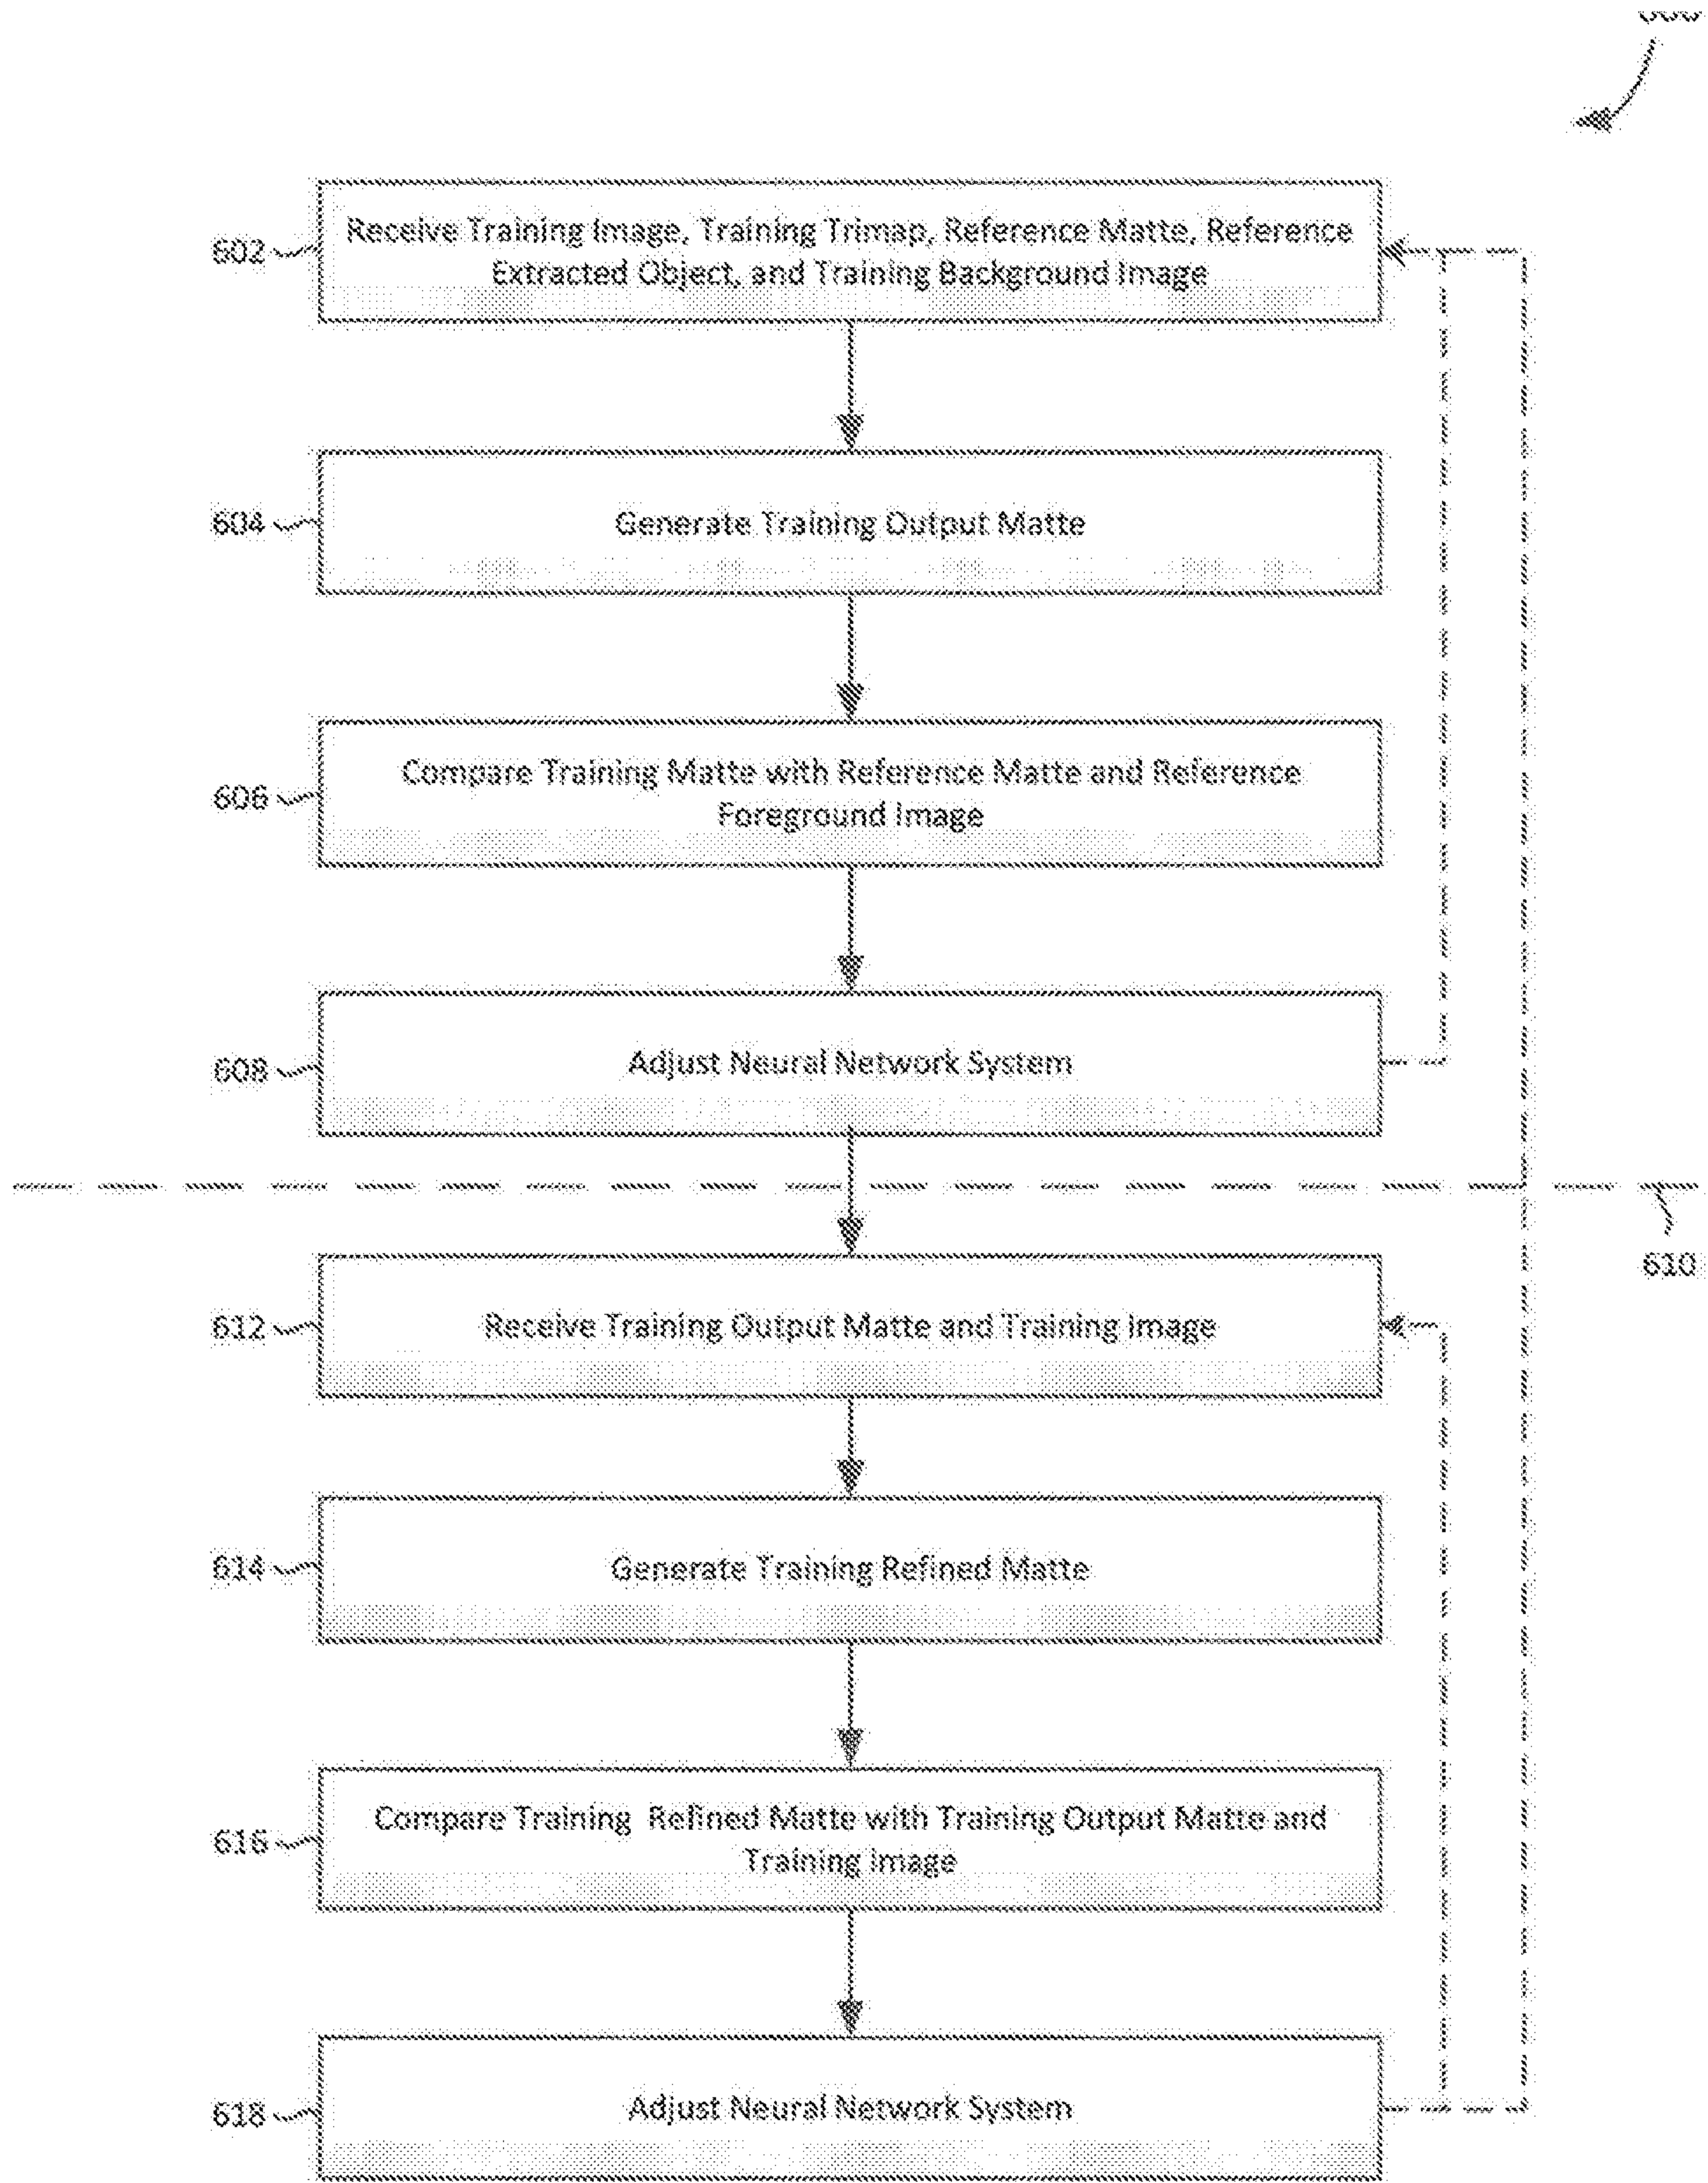 602
Receive Training Image, Training Trimap, Reference Matte, Reference
Extracted Object, and Training Background Image
604
Generate Training Output Matte
606
Compare Training Matte with Reference Matte and Reference
Foreground Image
608
Adjust Neural Network System
610
612
Receive Training Output Matte and Training Image
614
Generate Training Refined Matte
616
Compare Training Refined Matte with Training Output Matte and
Training Image
618
Adjust Neural Network System